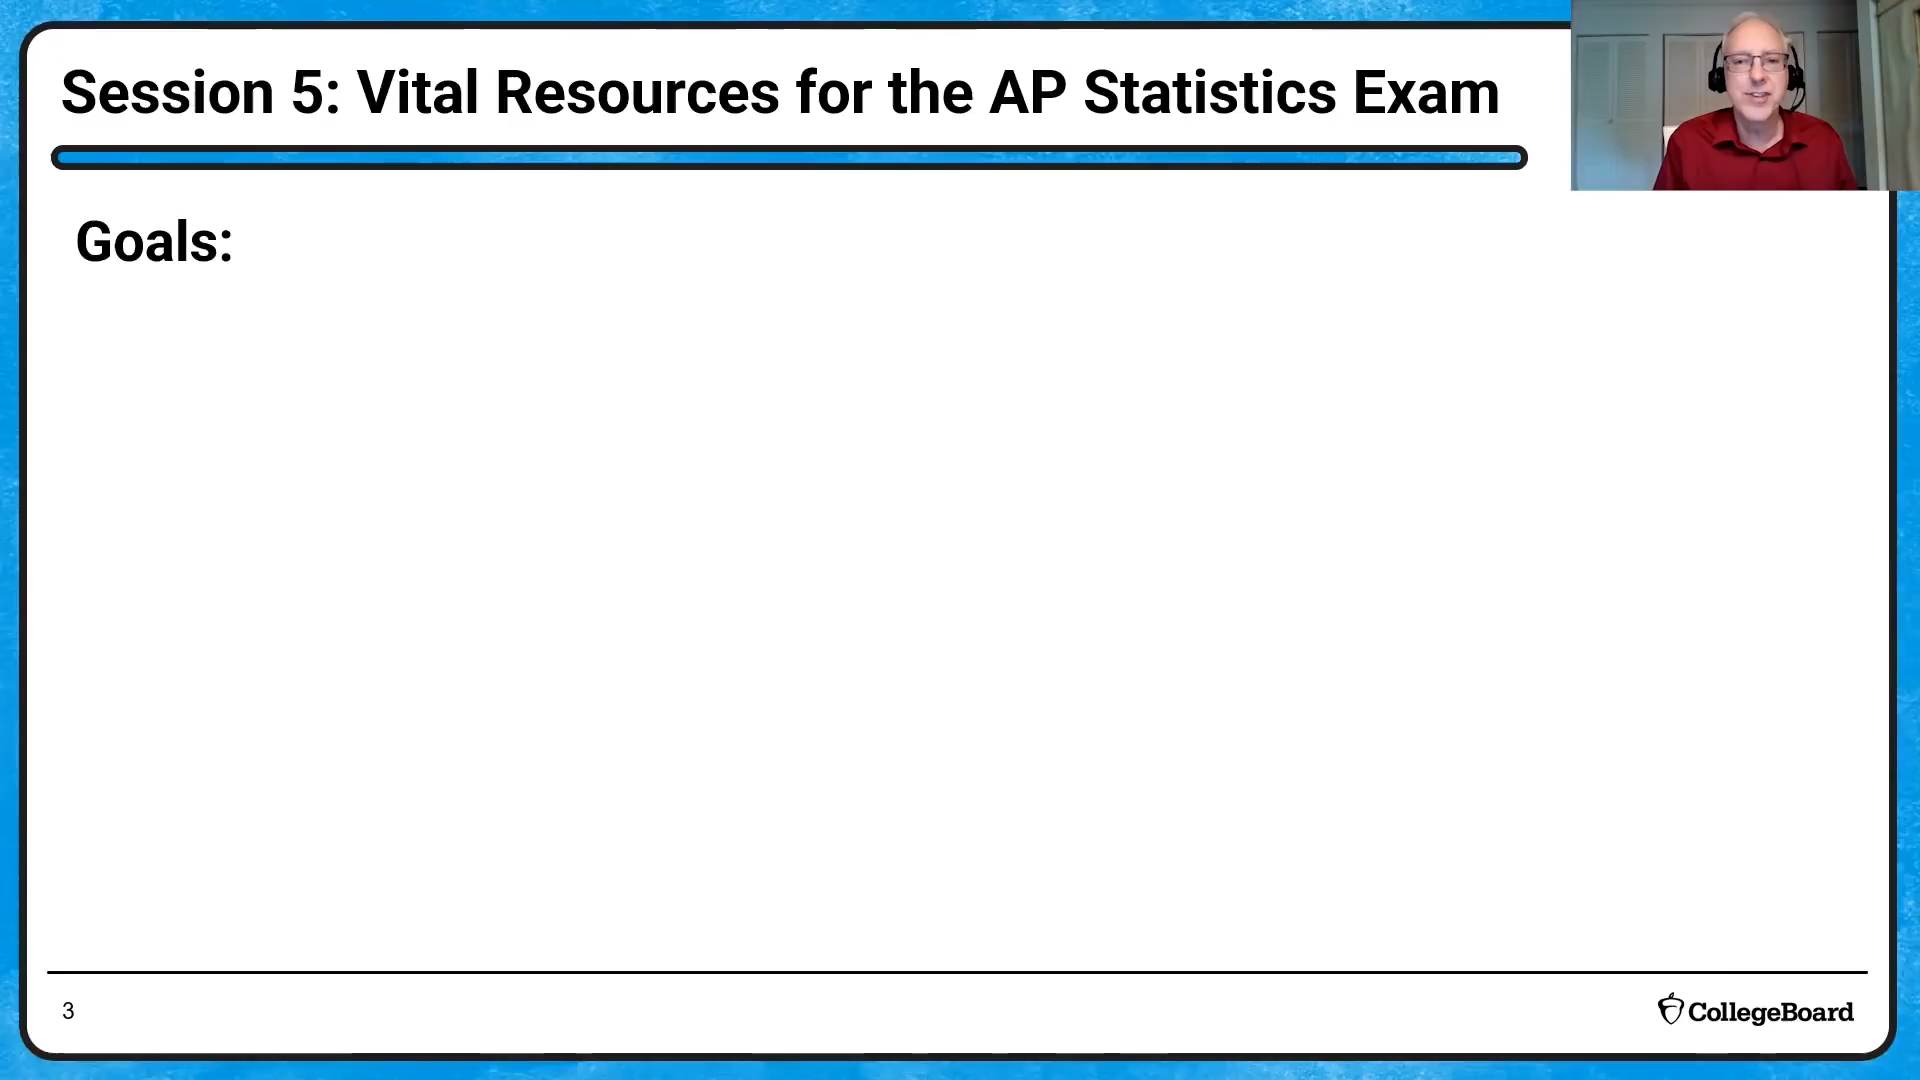 Session 5: Vital Resources for the AP Statistics Exam
Goals:
3
CollegeBoard